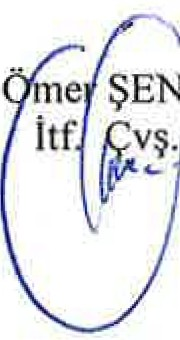 Ömer ŞEN
İtf. Çvş.